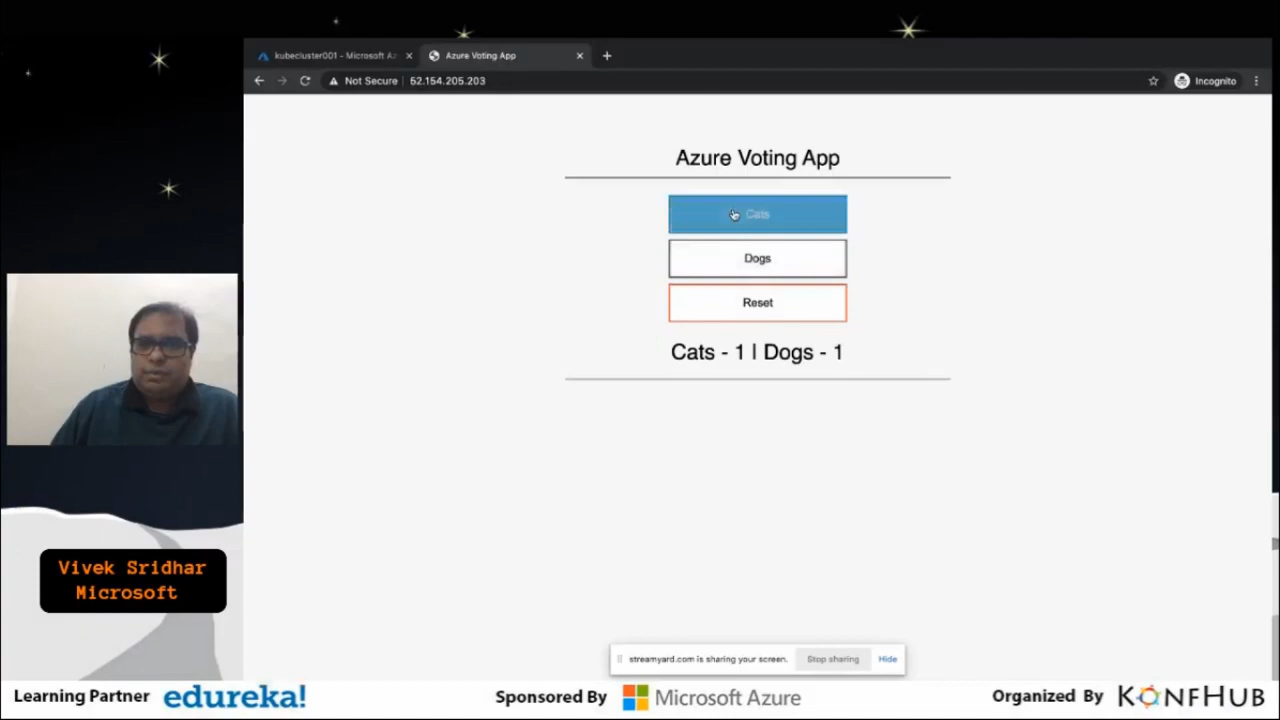 kubecluster001 - Microsoft Az
Azure Voting App
Not Secure
52.154.205.203
Incognito
Azure Voting App
Cats
Dogs
Reset
Cats - 1 | Dogs - 1
Vivek Sridhar
Microsoft
streamyard.com is sharing your screen.
Stop sharing
Hide
Learning Partner
edureka!
Sponsored By
Microsoft Azure
Organized By
KONFHUB